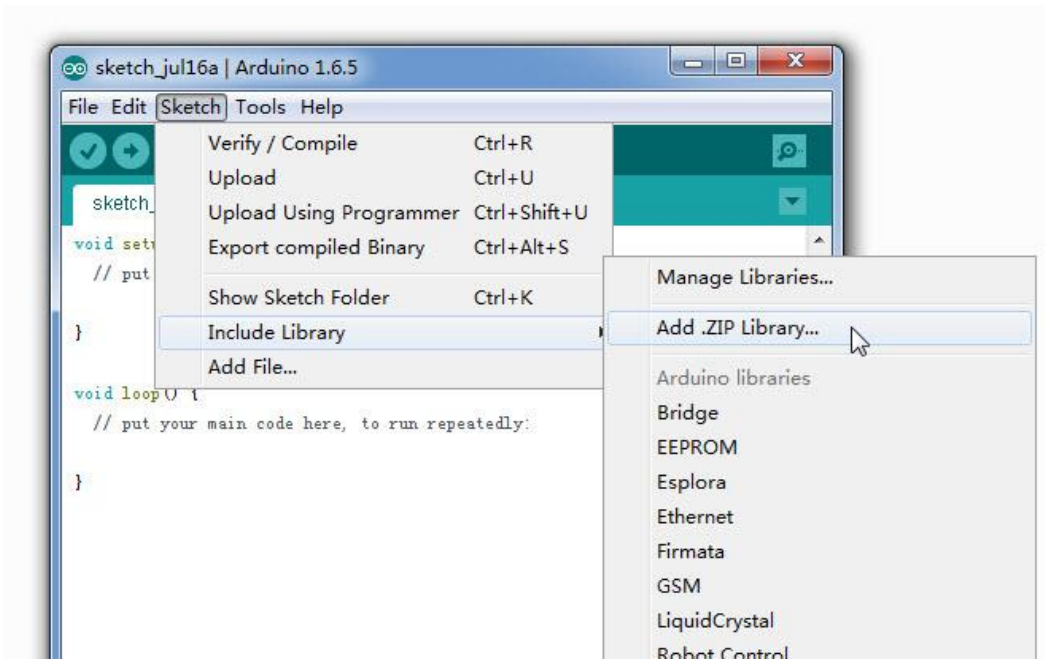 sketch_jul16a | Arduino 1.6.5
File Edit Sketch Tools Help
Verify / Compile Ctrl+R
Upload Ctrl+U
Upload Using Programmer Ctrl+Shift+U
Export compiled Binary Ctrl+Alt+S
Show Sketch Folder Ctrl+K
Include Library
Add File...
Manage Libraries...
Add .ZIP Library...
Arduino libraries
Bridge
EEPROM
Esplora
Ethernet
Firmata
GSM
LiquidCrystal
Robot Control
sketch_
void setu
// put
}
void loop() {
// put your main code here, to run repeatedly:
}